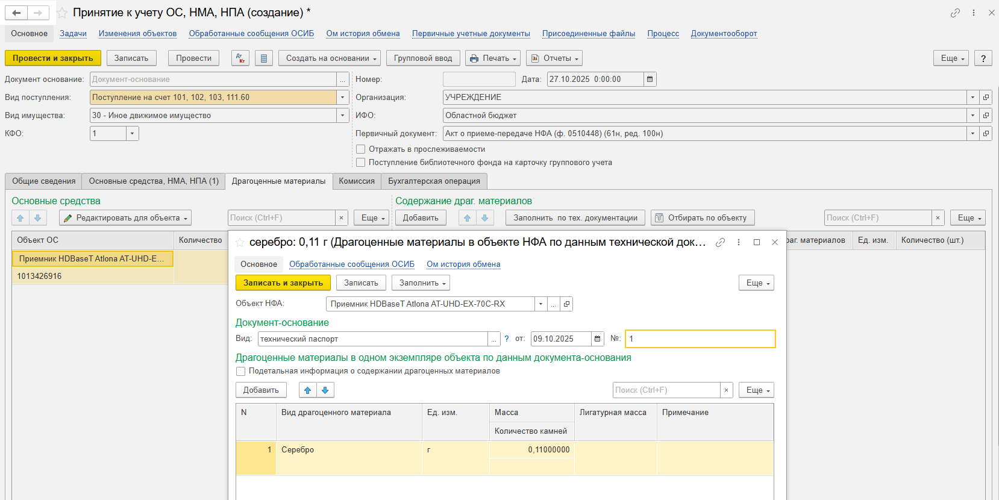 Принятие к учету ОС, НМА, НПА (создание) *
Основное Задачи Изменения объектов Обработанные сообщения ОСИБ Ом история обмена Первичные учетные документы Присоединенные файлы Процесс Документооборот
Провести и закрыть Записать Провести Дт Кт Создать на основании Групповой ввод Печать Отчеты Еще ?
Документ основание: Документ-основание ... Номер: Дата: 27.10.2025 0:00:00
Вид поступления: Поступление на счет 101, 102, 103, 111.60 Организация: УЧРЕЖДЕНИЕ
Вид имущества: 30 - Иное движимое имущество ИФО: Областной бюджет
КФО: 1 Первичный документ: Акт о приеме-передаче НФА (ф. 0510448) (61н, ред. 100н)
Отражать в прослеживаемости
Поступление библиотечного фонда на карточку группового учета
Общие сведения Основные средства, НМА, НПА (1) Драгоценные материалы Комиссия Бухгалтерская операция
Основные средства Содержание драг. материалов
Редактировать для объекта Поиск (Ctrl+F) × Еще Добавить Заполнить по тех. документации Отбирать по объекту Поиск (Ctrl+F) × Еще
Объект ОС Количество раг. материалов Ед. изм. Количество (шт.)
Приемник HDBaseT Atlona AT-UHD-E...
1013426916
серебро: 0,11 г (Драгоценные материалы в объекте НФА по данным технической док...
Основное Обработанные сообщения ОСИБ Ом история обмена
Записать и закрыть Записать Заполнить Еще
Объект НФА: Приемник HDBaseT Atlona AT-UHD-EX-70C-RX ...
Документ-основание
Вид: технический паспорт ... ? от: 09.10.2025 №: 1
Драгоценные материалы в одном экземпляре объекта по данным документа-основания
Подетальная информация о содержании драгоценных материалов
Добавить Поиск (Ctrl+F) × Еще
N Вид драгоценного материала Ед. изм. Масса Лигатурная масса Примечание
Количество камней
1 Серебро г 0,11000000